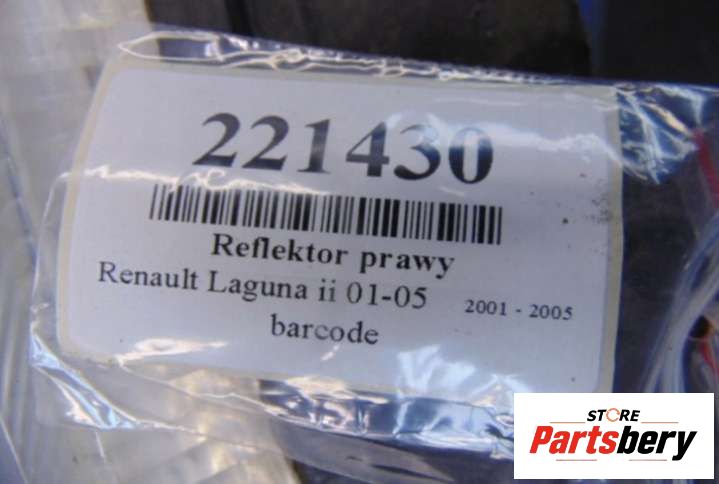 221430
Reflektor prawy
Renault Laguna ii 01-05 2001 - 2005
barcode
STORE
Partsbery